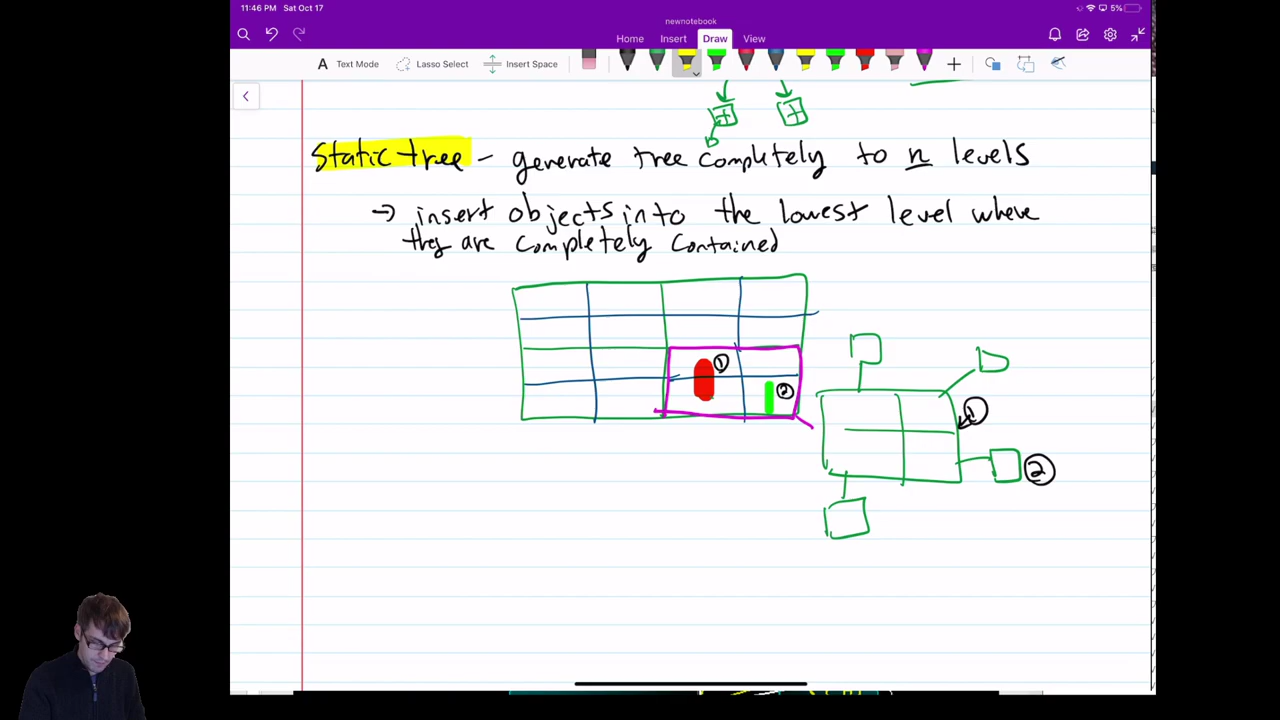 11:46 PM Sat Oct 17
5%
newnotebook
Home Insert Draw View
Text Mode Lasso Select Insert Space
Static tree - generate tree completely to n levels
→ insert objects into the lowest level where
they are completely contained
1
2
1
2